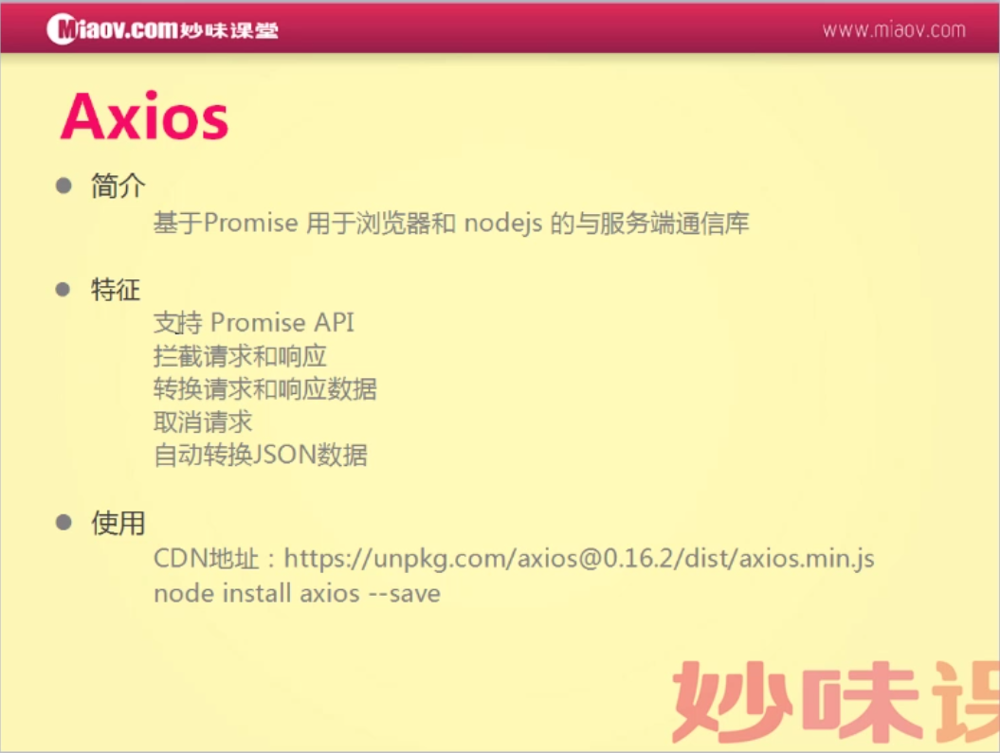 Miaov.com妙味课堂
www.miaov.com
Axios
简介
基于Promise 用于浏览器和 nodejs 的与服务端通信库
特征
支持 Promise API
拦截请求和响应
转换请求和响应数据
取消请求
自动转换JSON数据
使用
CDN地址：https://unpkg.com/axios@0.16.2/dist/axios.min.js
node install axios --save
妙味课